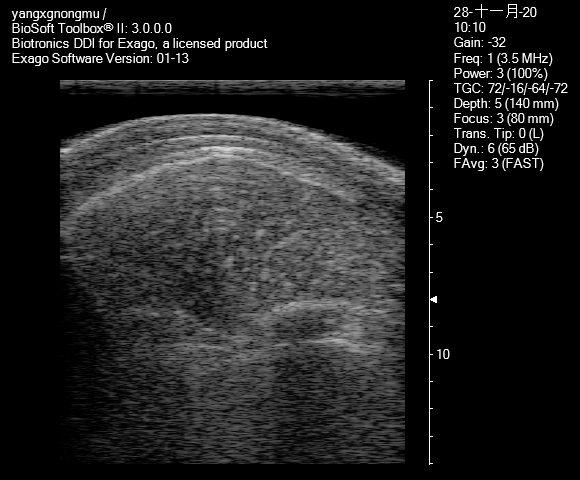 yangxgnongmu /
BioSoft Toolbox® II: 3.0.0.0
Biotronics DDI for Exago, a licensed product
Exago Software Version: 01-13
28-十一月-20
10:10
Gain: -32
Freq: 1 (3.5 MHz)
Power: 3 (100%)
TGC: 72/-16/-64/-72
Depth: 5 (140 mm)
Focus: 3 (80 mm)
Trans. Tip: 0 (L)
Dyn.: 6 (65 dB)
FAvg: 3 (FAST)
5
10